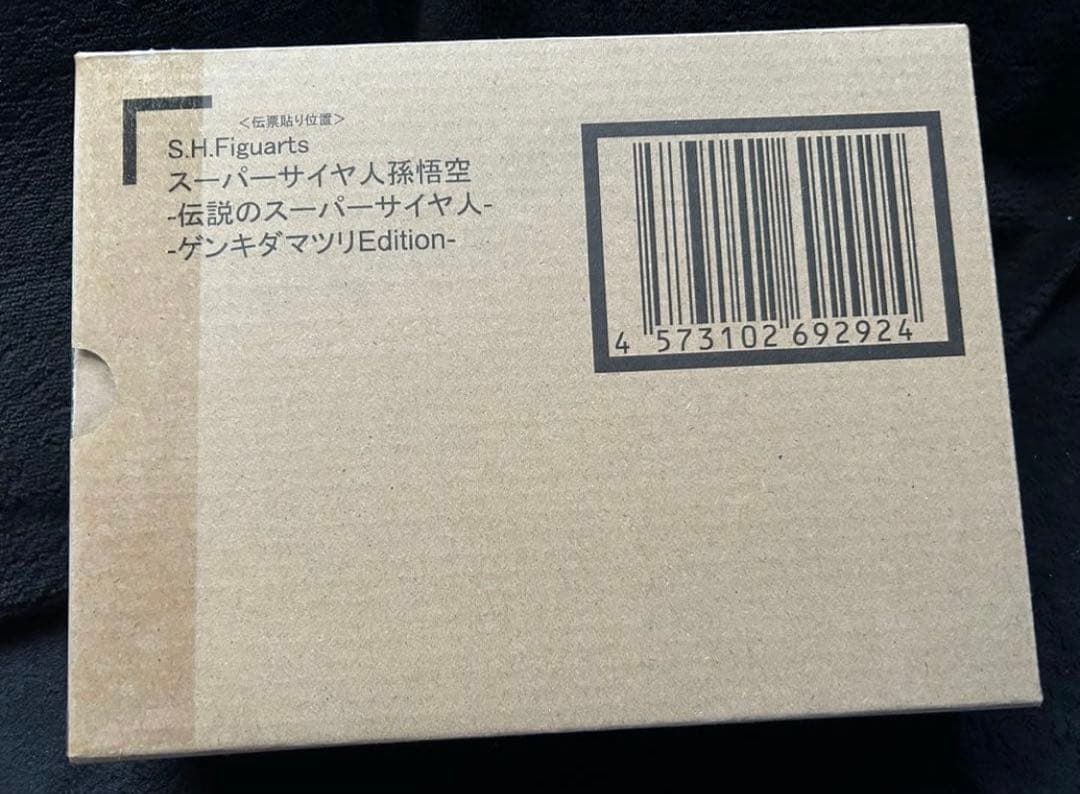 <伝票貼り位置>
S.H.Figuarts
スーパーサイヤ人孫悟空
-伝説のスーパーサイヤ人-
-ゲンキダマツリEdition-
4 573102 692924